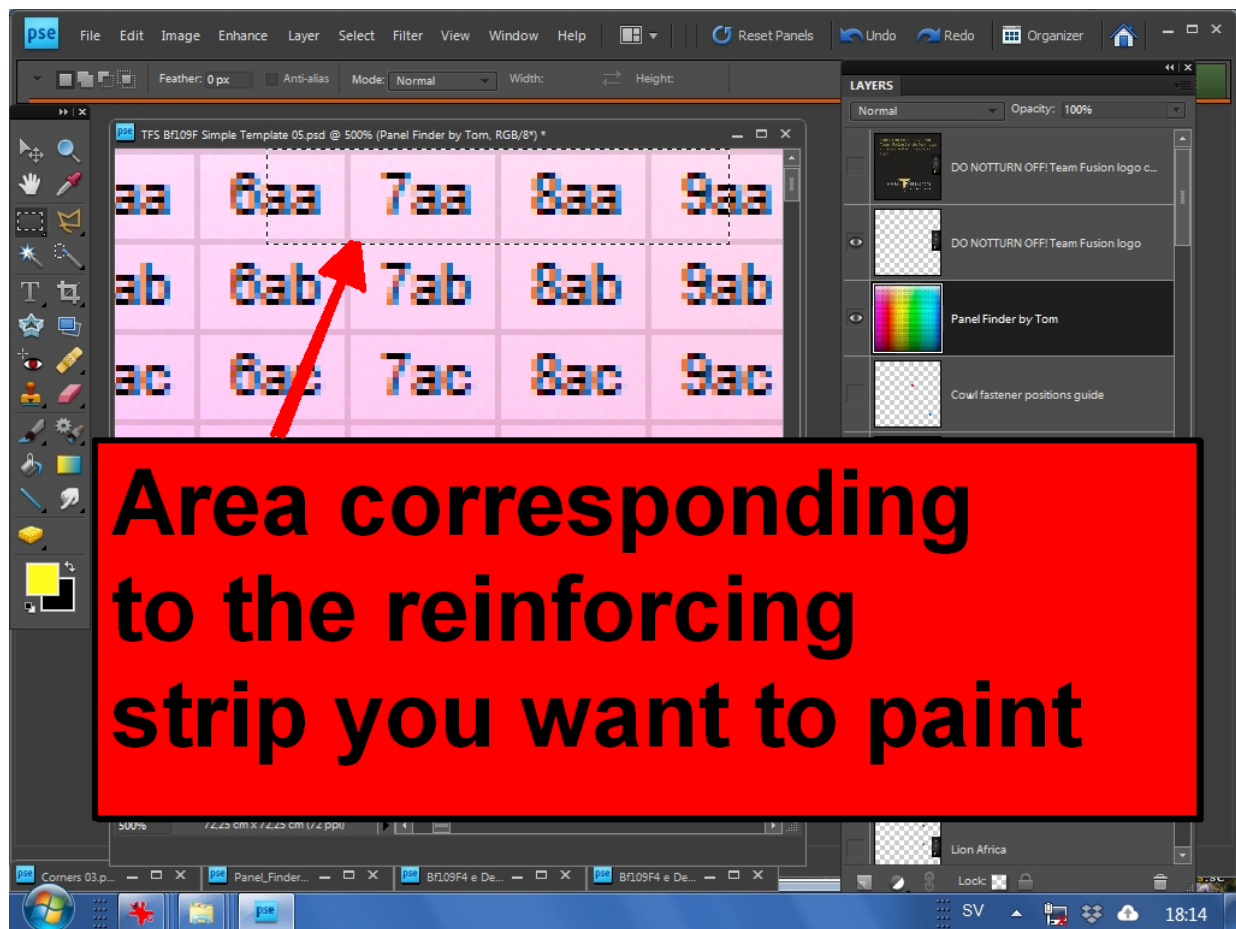 pse File Edit Image Enhance Layer Select Filter View Window Help Reset Panels Undo Redo Organizer
Feather: 0 px Anti-alias Mode: Normal Width: Height:
LAYERS
Normal Opacity: 100%
TFS Bf109F Simple Template 05.psd @ 500% (Panel Finder by Tom, RGB/8*) *
aa 6aa 7aa 8aa 9aa
ab 6ab 7ab 8ab 9ab
ac 6ac 7ac 8ac 9ac
DO NOTTURN OFF! Team Fusion logo c...
DO NOTTURN OFF! Team Fusion logo
Panel Finder by Tom
Cowl fastener positions guide
Area corresponding
to the reinforcing
strip you want to paint
500% 72,25 cm x 72,25 cm (72 ppi)
Lion Africa
Lock:
Corners 03.p... Panel_Finder... Bf109F4 e De... Bf109F4 e De...
pse SV 18:14